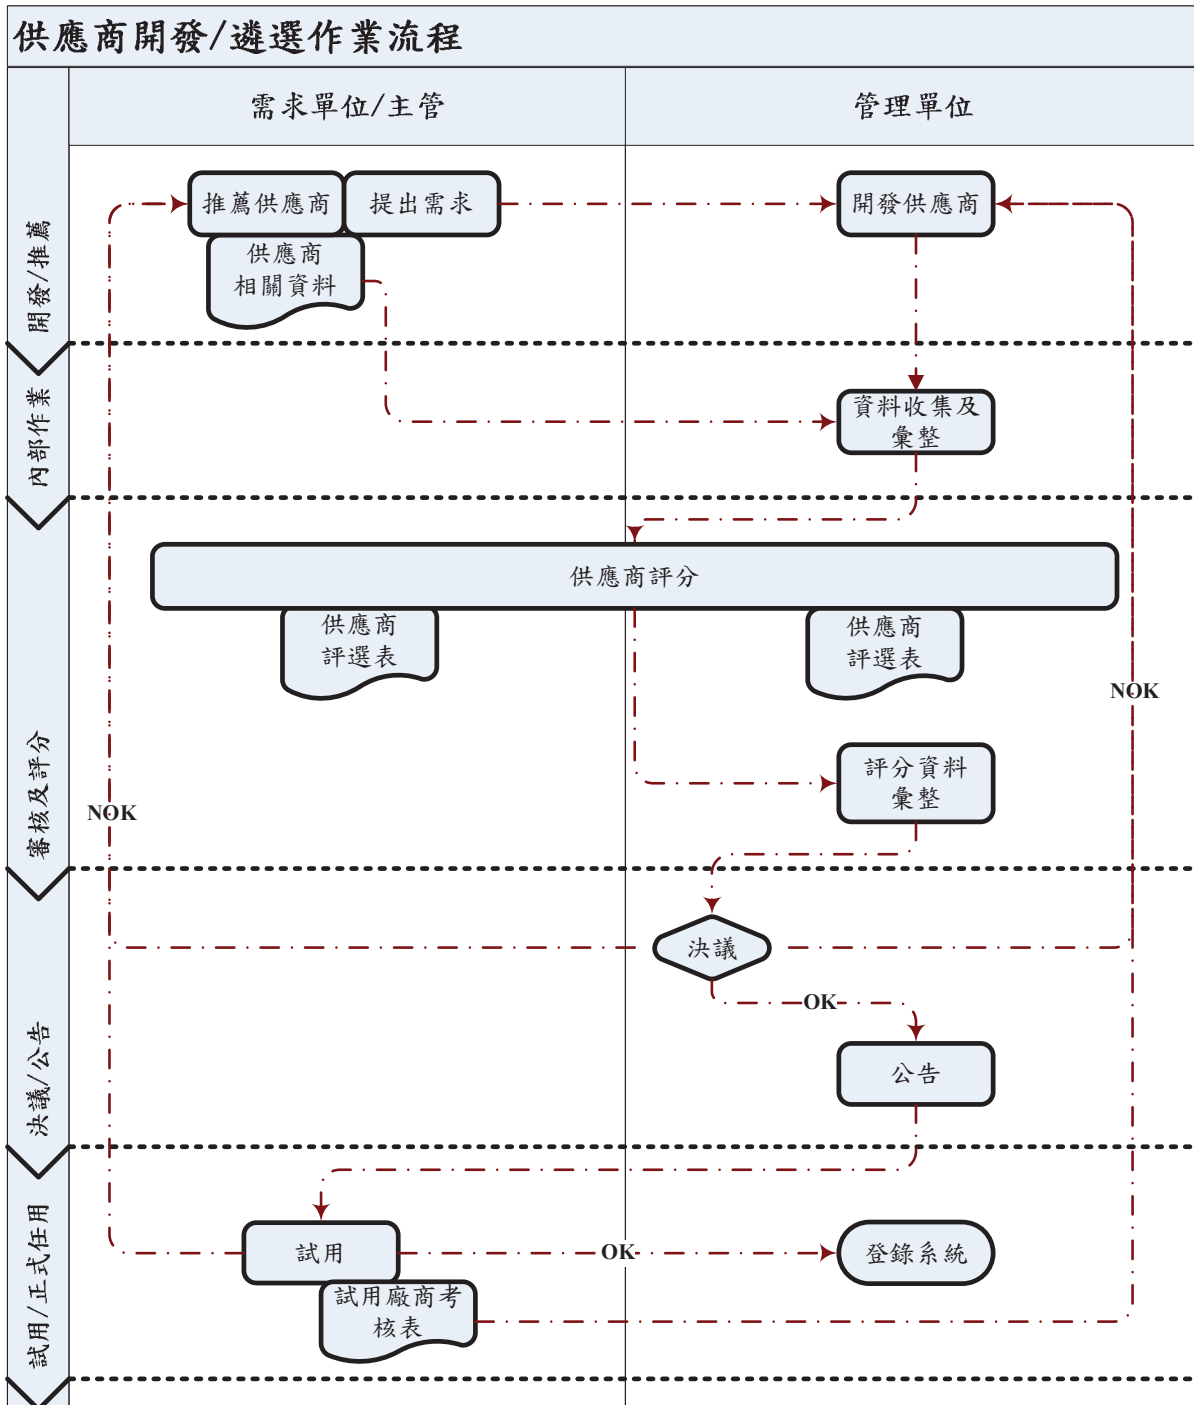 供應商開發/遴選作業流程
需求單位/主管
管理單位
開發/推薦
推薦供應商
提出需求
開發供應商
供應商
相關資料
內部作業
資料收集及
彙整
審核及評分
供應商評分
供應商
評選表
供應商
評選表
NOK
評分資料
彙整
NOK
決議/公告
決議
OK
公告
試用/正式任用
試用
OK
登錄系統
試用廠商考
核表